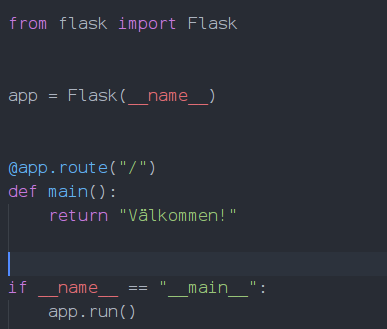 from flask import Flask
app = Flask(__name__)
@app.route("/")
def main():
    return "Välkommen!"
if __name__ == "__main__":
    app.run()